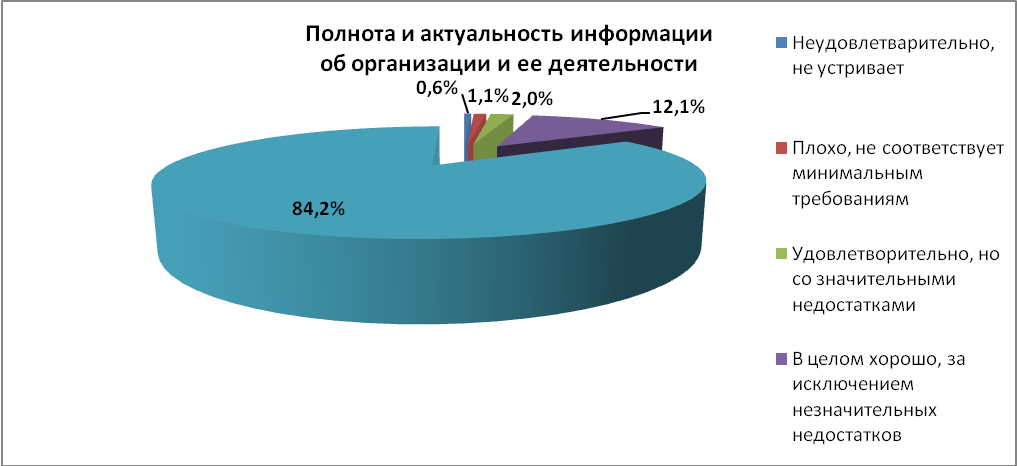 Полнота и актуальность информации
об организации и ее деятельности
0,6%
1,1%
2,0%
12,1%
84,2%
Неудовлетварительно,
не устривает
Плохо, не соответствует
минимальным
требованиям
Удовлетворительно, но
со значительными
недостатками
В целом хорошо, за
исключением
незначительных
недостатков